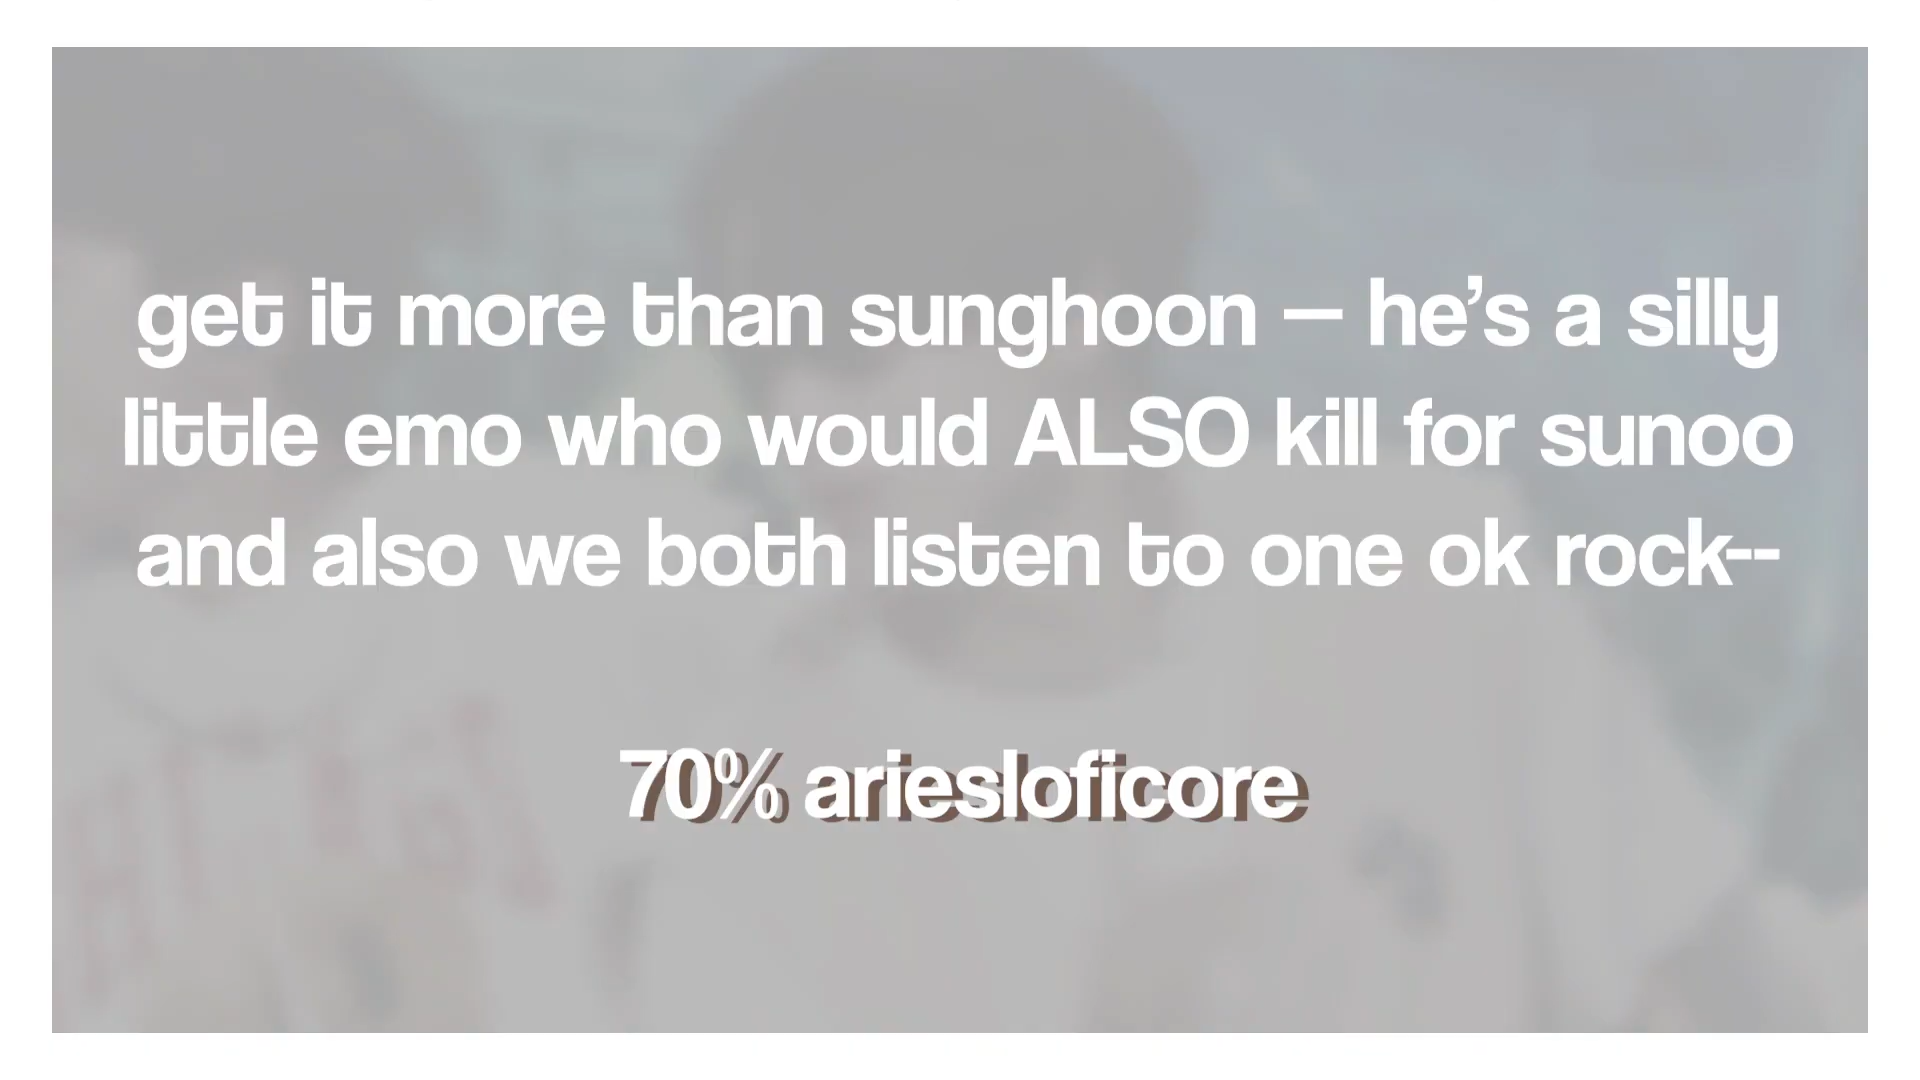 get it more than sunghoon — he’s a silly
little emo who would ALSO kill for sunoo
and also we both listen to one ok rock--
70% ariesloficore